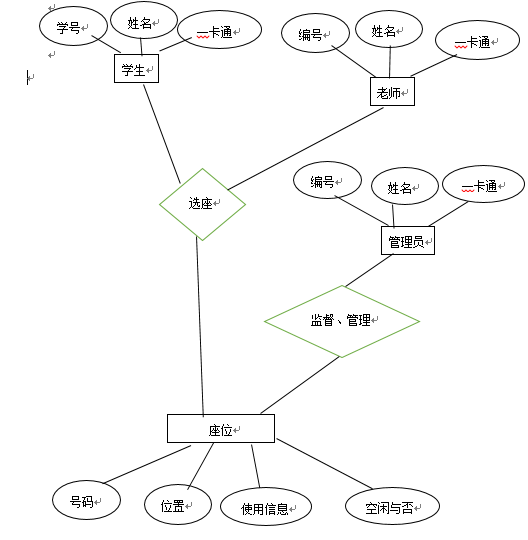 学号
姓名
一卡通
学生
编号
姓名
一卡通
老师
选座
编号
姓名
一卡通
管理员
监督、管理
座位
号码
位置
使用信息
空闲与否